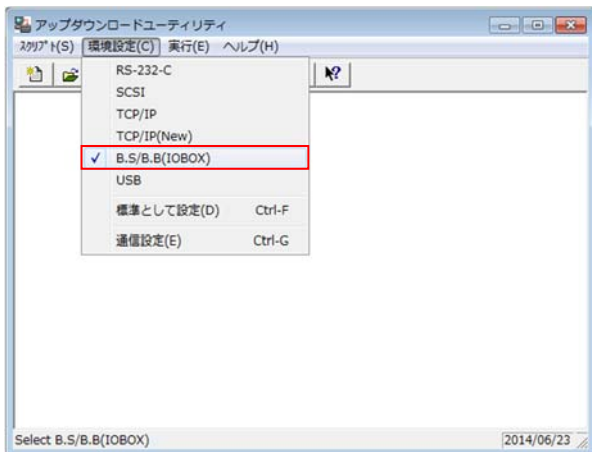 アップダウンロードユーティリティ
スクリプト(S) 環境設定(C) 実行(E) ヘルプ(H)
RS-232-C
SCSI
TCP/IP
TCP/IP(New)
✓ B.S/B.B(IOBOX)
USB
標準として設定(D) Ctrl-F
通信設定(E) Ctrl-G
Select B.S/B.B(IOBOX) 2014/06/23